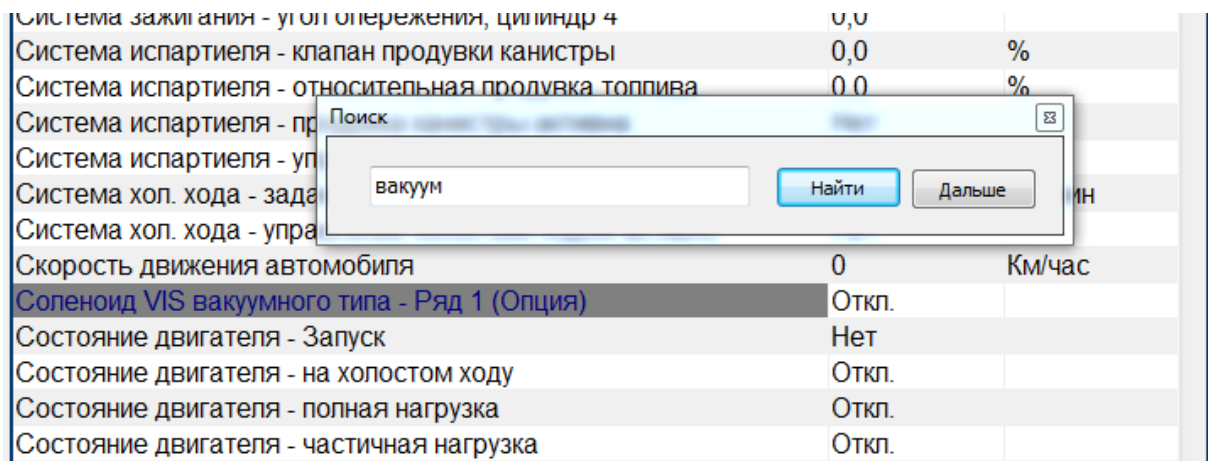 Система зажигания - угол опережения, цилиндр 4 0,0
Система испартиеля - клапан продувки канистры 0,0 %
Система испартиеля - относительная продувка топлива 0,0 %
Система испартиеля - пр
Поиск
Система испартиеля - уп
вакуум Найти Дальше
Система хол. хода - зада ин
Система хол. хода - упра
Скорость движения автомобиля 0 Км/час
Соленоид VIS вакуумного типа - Ряд 1 (Опция) Откл.
Состояние двигателя - Запуск Нет
Состояние двигателя - на холостом ходу Откл.
Состояние двигателя - полная нагрузка Откл.
Состояние двигателя - частичная нагрузка Откл.